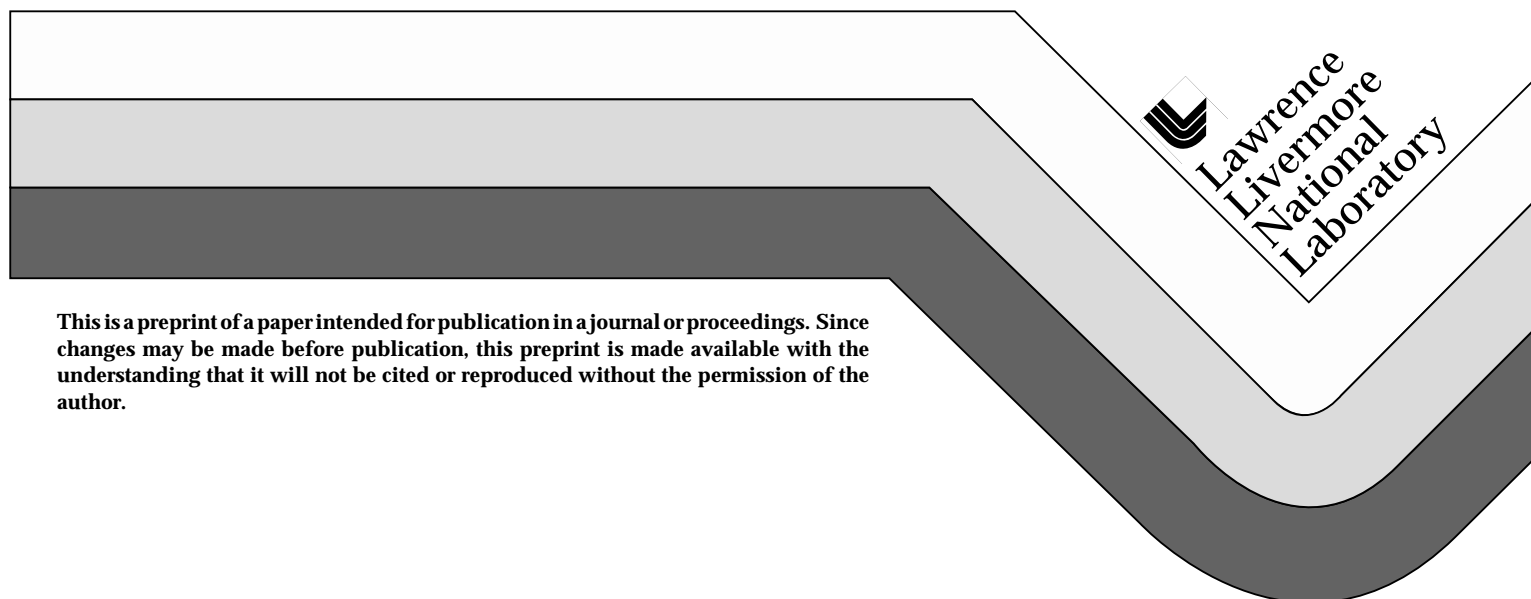 Lawrence
Livermore
National
Laboratory
This is a preprint of a paper intended for publication in a journal or proceedings. Since
changes may be made before publication, this preprint is made available with the
understanding that it will not be cited or reproduced without the permission of the
author.